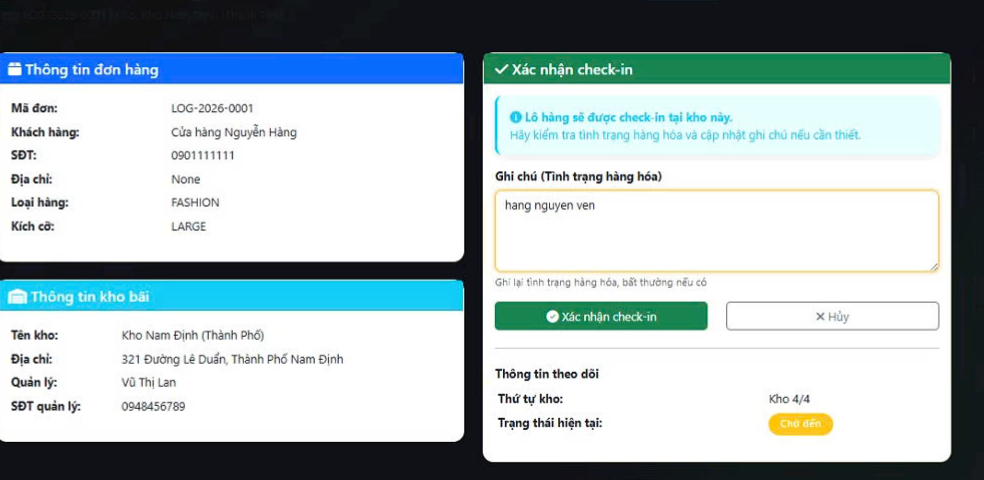 Thông tin đơn hàng
Mã đơn: LOG-2026-0001
Khách hàng: Cửa hàng Nguyễn Hàng
SĐT: 0901111111
Địa chỉ: None
Loại hàng: FASHION
Kích cỡ: LARGE
Thông tin kho bãi
Tên kho: Kho Nam Định (Thành Phố)
Địa chỉ: 321 Đường Lê Duẩn, Thành Phố Nam Định
Quản lý: Vũ Thị Lan
SĐT quản lý: 0948456789
Xác nhận check-in
Lô hàng sẽ được check-in tại kho này.
Hãy kiểm tra tình trạng hàng hóa và cập nhật ghi chú nếu cần thiết.
Ghi chú (Tình trạng hàng hóa)
hang nguyen ven
Ghi lại tình trạng hàng hóa, bất thường nếu có
Xác nhận check-in
Hủy
Thông tin theo dõi
Thứ tự kho: Kho 4/4
Trạng thái hiện tại: Chờ đến